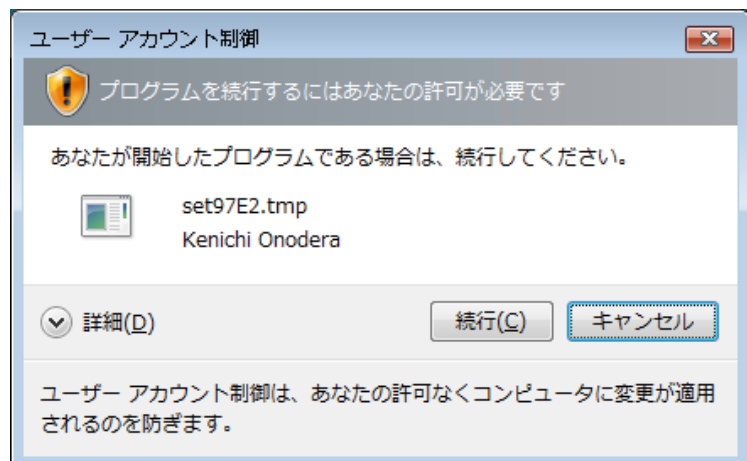 ユーザー アカウント制御
プログラムを続行するにはあなたの許可が必要です
あなたが開始したプログラムである場合は、続行してください。
set97E2.tmp
Kenichi Onodera
詳細(D)
続行(C)
キャンセル
ユーザー アカウント制御は、あなたの許可なくコンピュータに変更が適用
されるのを防ぎます。